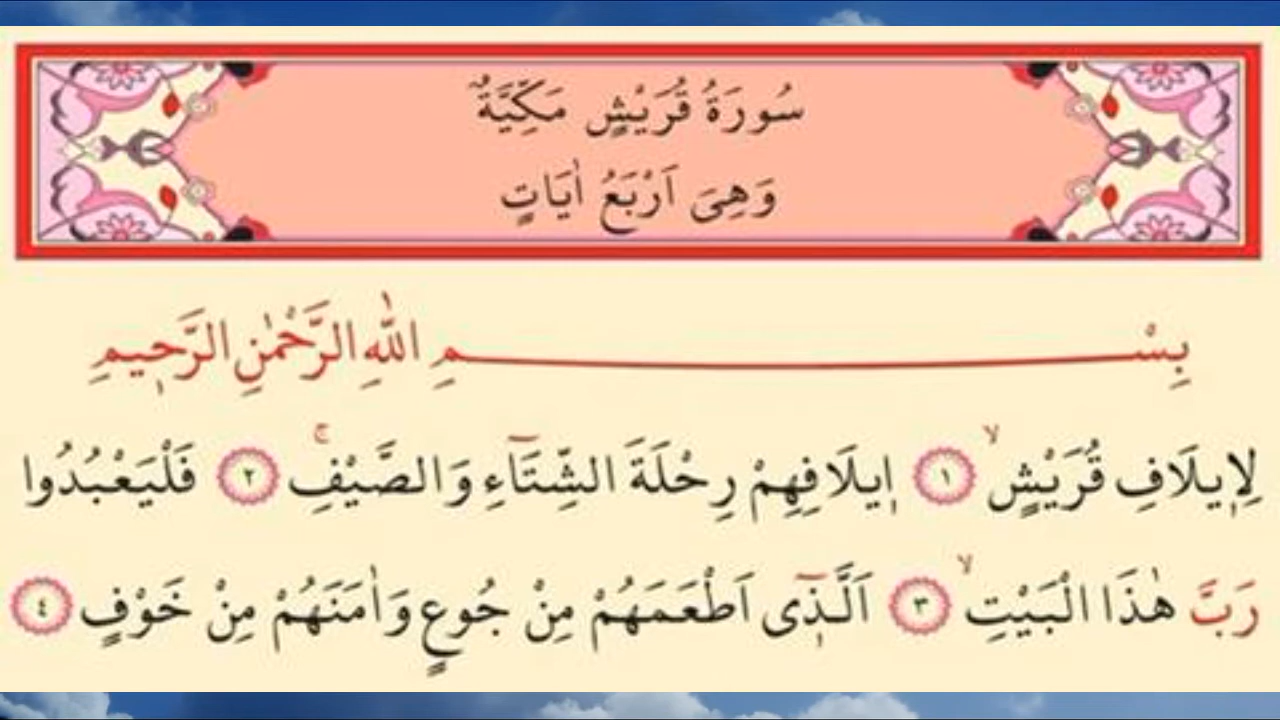 سُورَةُ قُرَيْشٍ مَكِّيَّةٌ
وَهِىَ اَرْبَعُ اٰيَاتٍ
بِسْمِ اللّٰهِ الرَّحْمٰنِ الرَّحٖيمِ
لِاٖيلَافِ قُرَيْشٍۙ ﴿١﴾ اٖيلَافِهِمْ رِحْلَةَ الشِّتَٓاءِ وَالصَّيْفِۚ ﴿٢﴾ فَلْيَعْبُدُوا
رَبَّ هٰذَا الْبَيْتِۙ ﴿٣﴾ اَلَّذٖٓى اَطْعَمَهُمْ مِنْ جُوعٍ وَاٰمَنَهُمْ مِنْ خَوْفٍ ﴿٤﴾